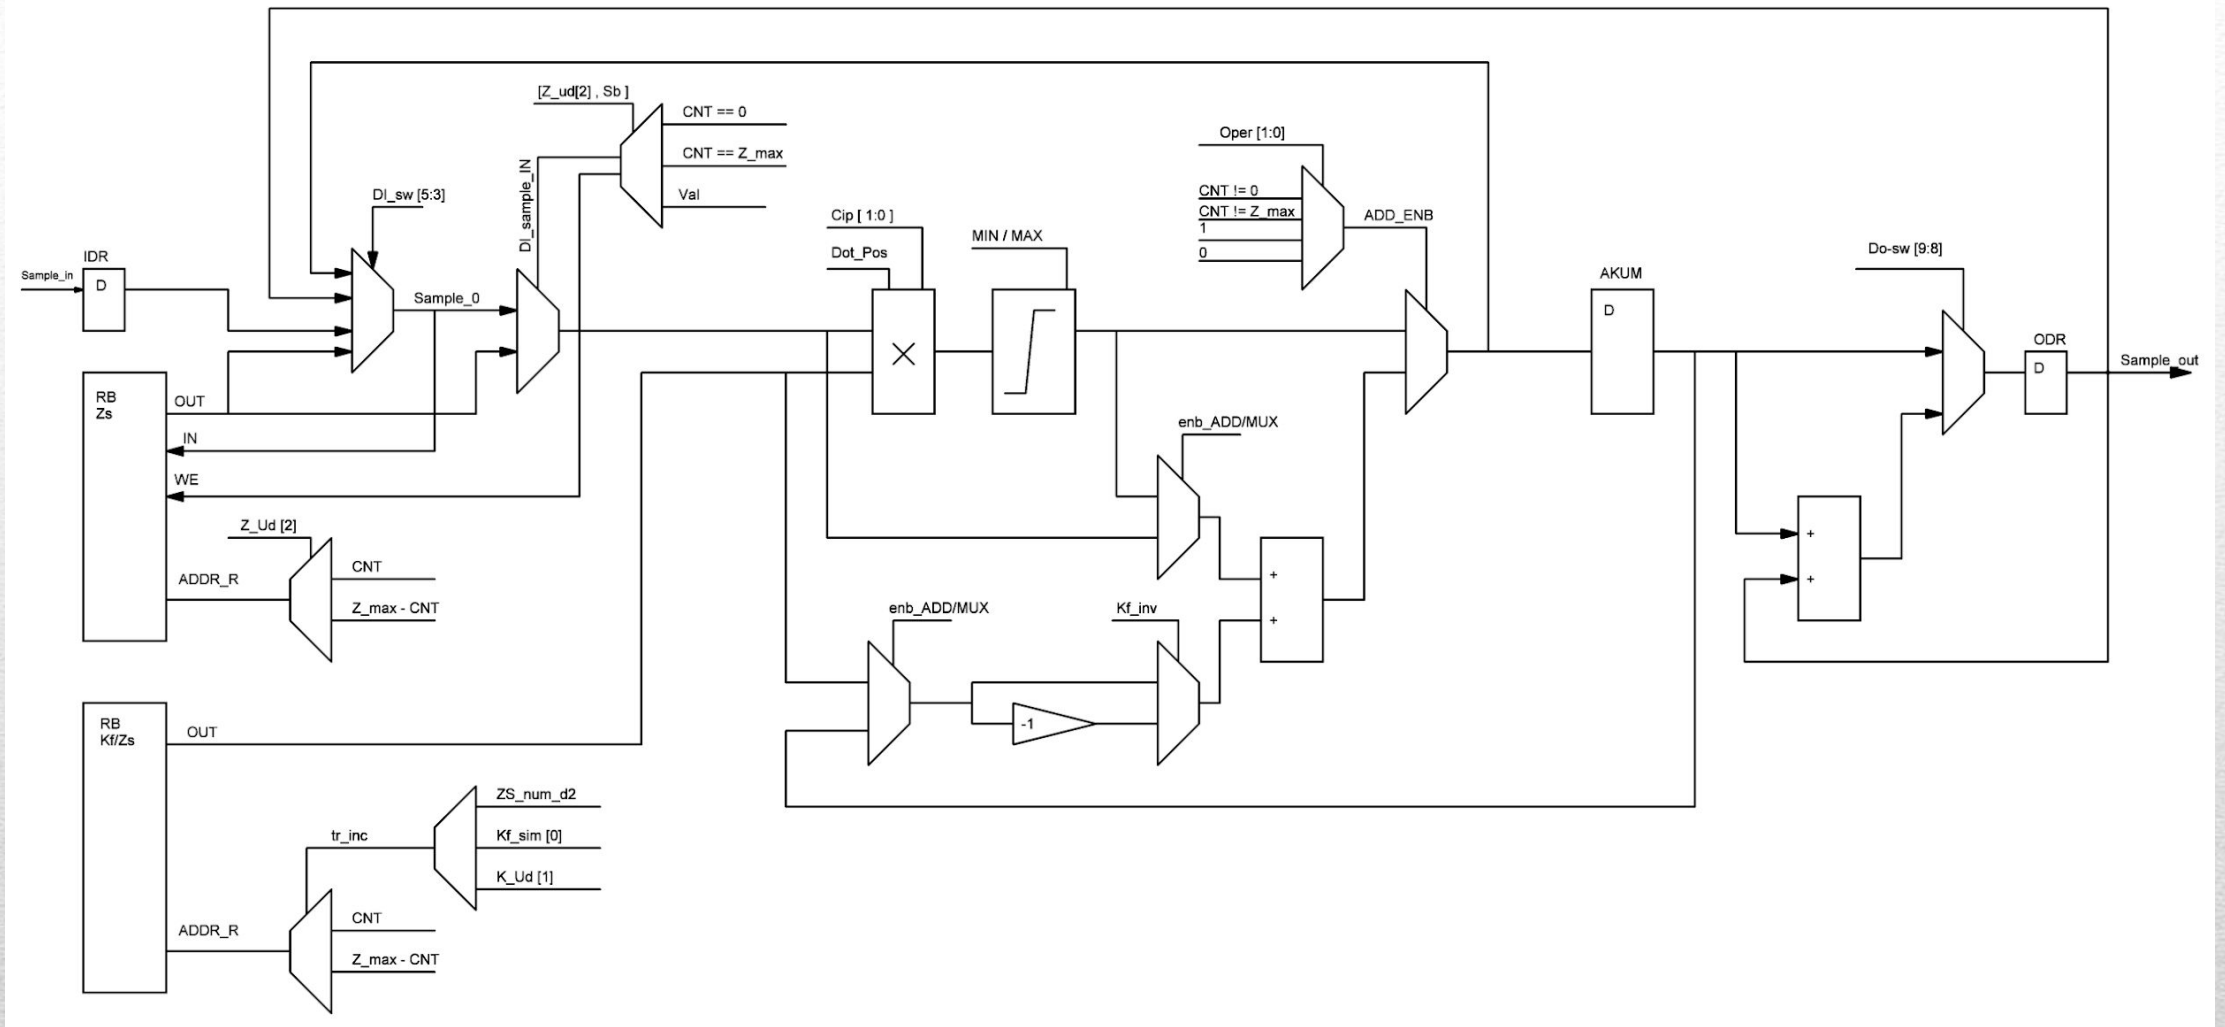 [Z_ud[2] , Sb ]
CNT == 0
CNT == Z_max
Val
DI_sample_IN
DI_sw [5:3]
Oper [1:0]
CNT != 0
CNT != Z_max
1
0
ADD_ENB
Cip [ 1:0 ]
Dot_Pos
MIN / MAX
IDR
Sample_in
D
Sample_0
AKUM
D
Do-sw [9:8]
ODR
D
Sample_out
RB
Zs
OUT
IN
WE
ADDR_R
Z_Ud [2]
CNT
Z_max - CNT
enb_ADD/MUX
+
+
+
+
enb_ADD/MUX
Kf_inv
-1
RB
Kf/Zs
OUT
ZS_num_d2
Kf_sim [0]
K_Ud [1]
tr_inc
ADDR_R
CNT
Z_max - CNT